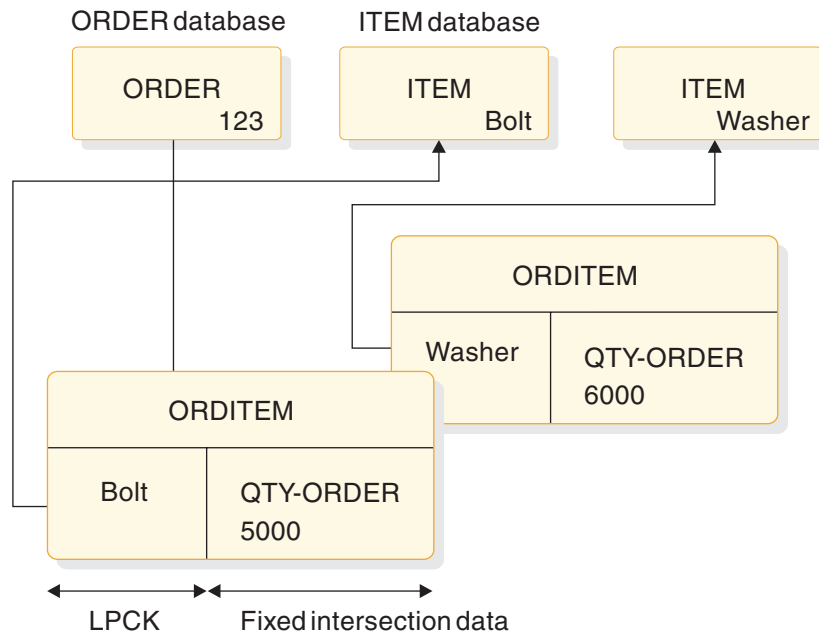 ORDER database
ITEM database
ORDER
123
ITEM
Bolt
ITEM
Washer
ORDITEM
Washer
QTY-ORDER
6000
ORDITEM
Bolt
QTY-ORDER
5000
LPCK
Fixed intersection data